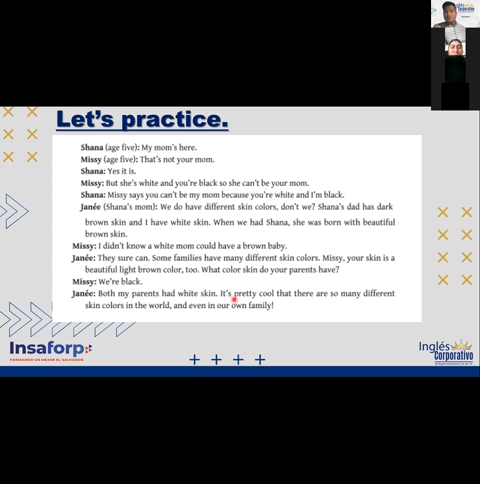 Inglés
Corporativo
Let's practice.
Shana (age five): My mom's here.
Missy (age five): That's not your mom.
Shana: Yes it is.
Missy: But she's white and you're black so she can't be your mom.
Shana: Missy says you can't be my mom because you're white and I'm black.
Janée (Shana's mom): We do have different skin colors, don't we? Shana's dad has dark
brown skin and I have white skin. When we had Shana, she was born with beautiful
brown skin.
Missy: I didn't know a white mom could have a brown baby.
Janée: They sure can. Some families have many different skin colors. Missy, your skin is a
beautiful light brown color, too. What color skin do your parents have?
Missy: We're black.
Janée: Both my parents had white skin. It's pretty cool that there are so many different
skin colors in the world, and even in our own family!
Insaforp
FORMANDO UN MEJOR EL SALVADOR
Inglés
Corporativo